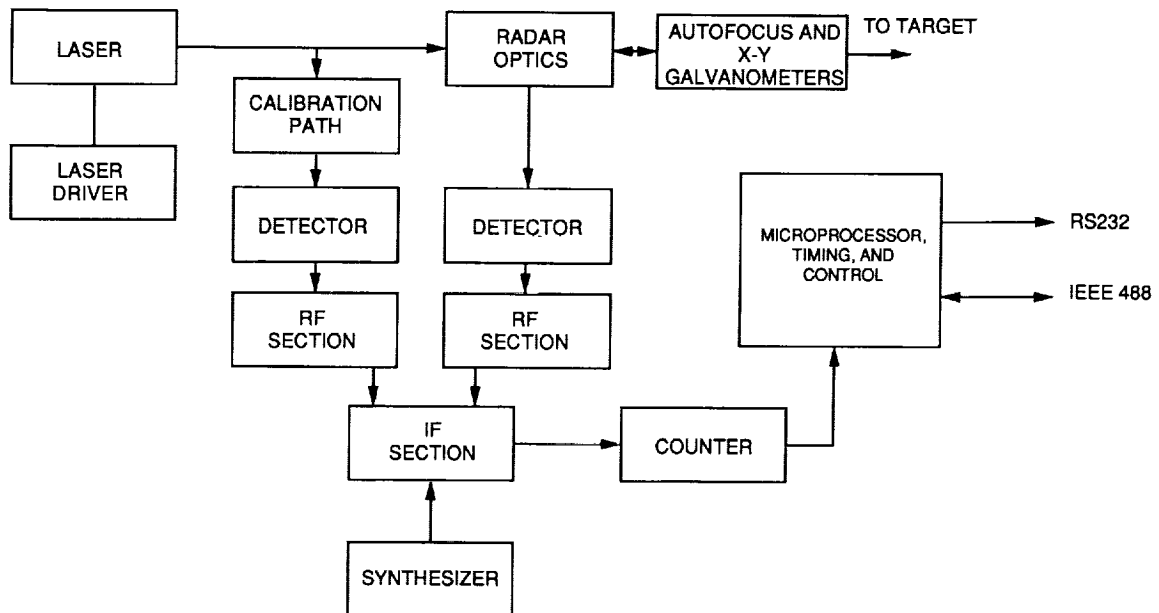 LASER
RADAR
OPTICS
AUTOFOCUS AND
X-Y
GALVANOMETERS
TO TARGET
CALIBRATION
PATH
LASER
DRIVER
DETECTOR
DETECTOR
MICROPROCESSOR,
TIMING, AND
CONTROL
RS232
IEEE 488
RF
SECTION
RF
SECTION
IF
SECTION
COUNTER
SYNTHESIZER